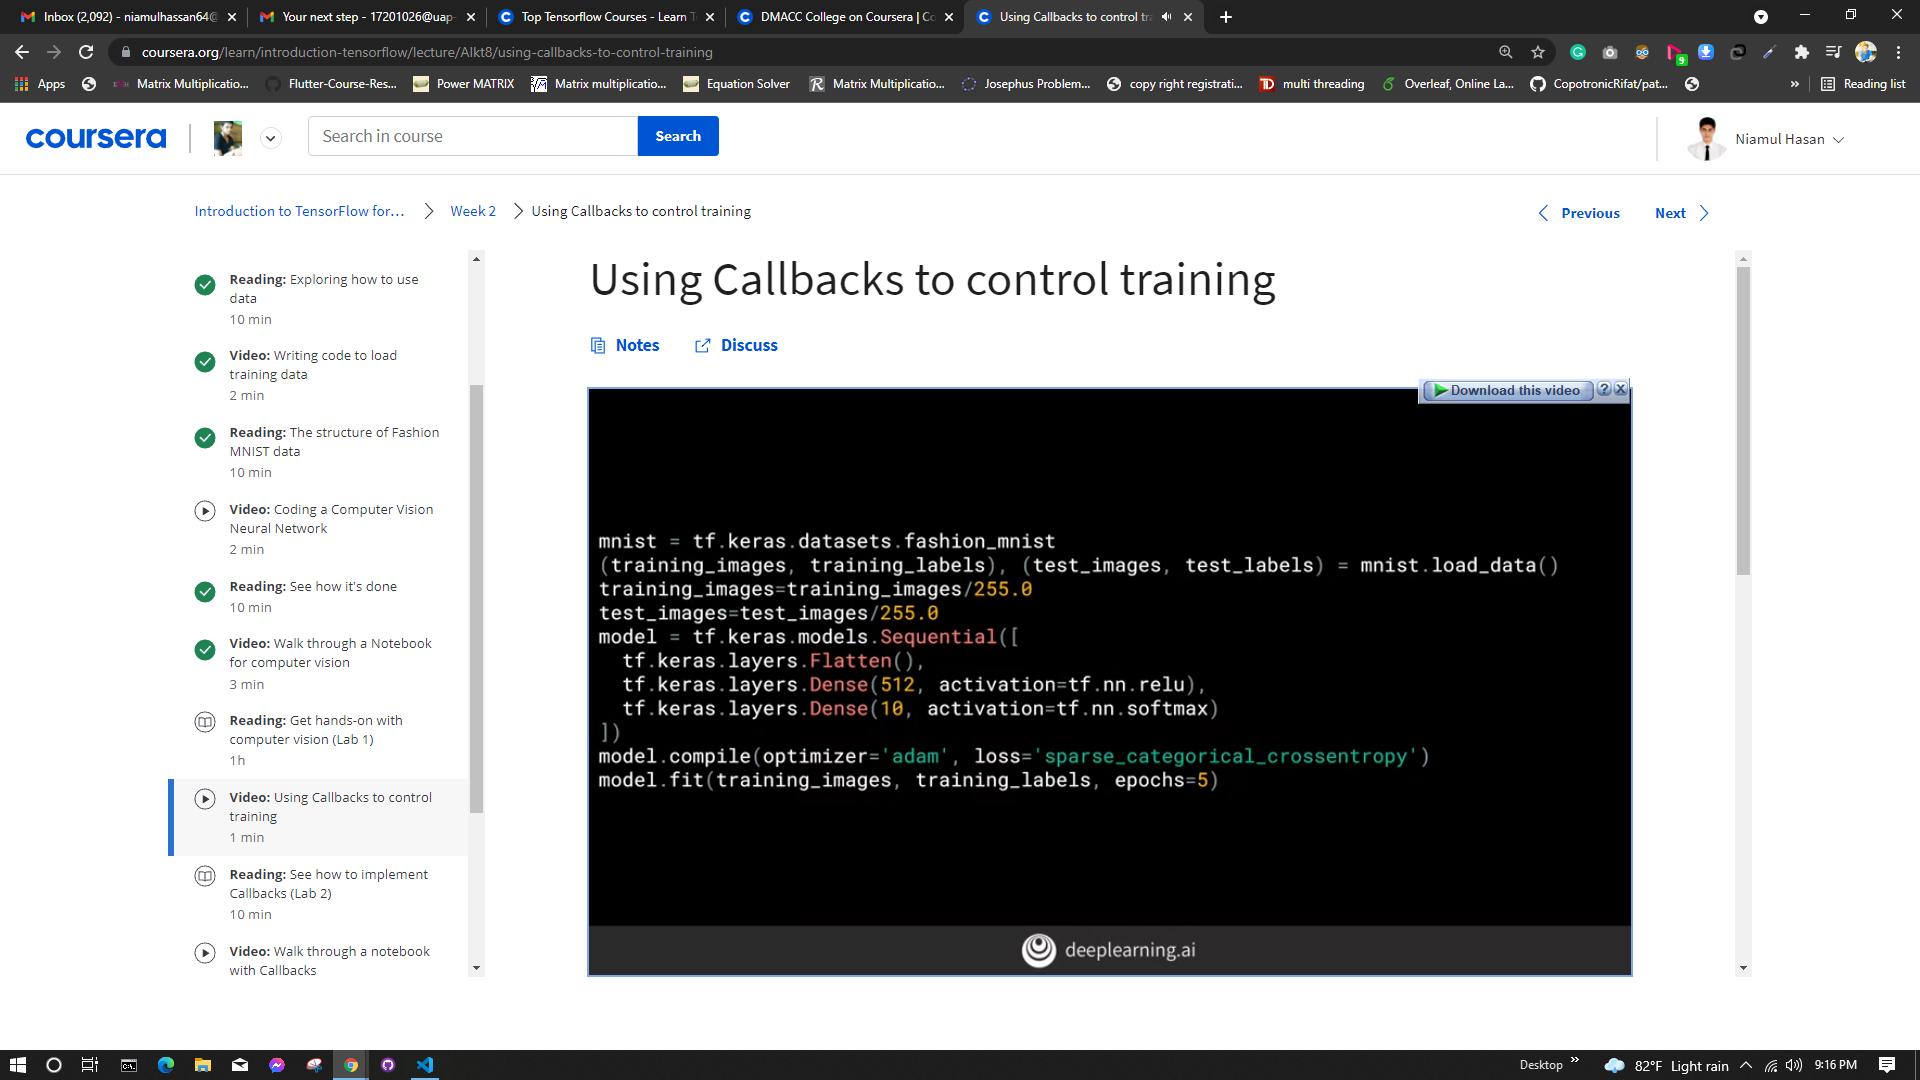 Inbox (2,092) - niamulhassan64@
Your next step - 17201026@uap-
Top Tensorflow Courses - Learn T
DMACC College on Coursera | Co
Using Callbacks to control tra
coursera.org/learn/introduction-tensorflow/lecture/Alkt8/using-callbacks-to-control-training
9
Apps
Matrix Multiplicatio...
Flutter-Course-Res...
Power MATRIX
Matrix multiplicatio...
Equation Solver
Matrix Multiplicatio...
Josephus Problem...
copy right registrati...
multi threading
Overleaf, Online La...
CopotronicRifat/pat...
Reading list
coursera
Search in course
Search
Niamul Hasan
Introduction to TensorFlow for...
Week 2
Using Callbacks to control training
Previous
Next
Reading: Exploring how to use
data
10 min
Video: Writing code to load
training data
2 min
Reading: The structure of Fashion
MNIST data
10 min
Video: Coding a Computer Vision
Neural Network
2 min
Reading: See how it's done
10 min
Video: Walk through a Notebook
for computer vision
3 min
Reading: Get hands-on with
computer vision (Lab 1)
1h
Video: Using Callbacks to control
training
1 min
Reading: See how to implement
Callbacks (Lab 2)
10 min
Video: Walk through a notebook
with Callbacks
Using Callbacks to control training
Notes
Discuss
Download this video
mnist = tf.keras.datasets.fashion_mnist
(training_images, training_labels), (test_images, test_labels) = mnist.load_data()
training_images=training_images/255.0
test_images=test_images/255.0
model = tf.keras.models.Sequential([
tf.keras.layers.Flatten(),
tf.keras.layers.Dense(512, activation=tf.nn.relu),
tf.keras.layers.Dense(10, activation=tf.nn.softmax)
])
model.compile(optimizer='adam', loss='sparse_categorical_crossentropy')
model.fit(training_images, training_labels, epochs=5)
deeplearning.ai
Desktop
82°F Light rain
9:16 PM